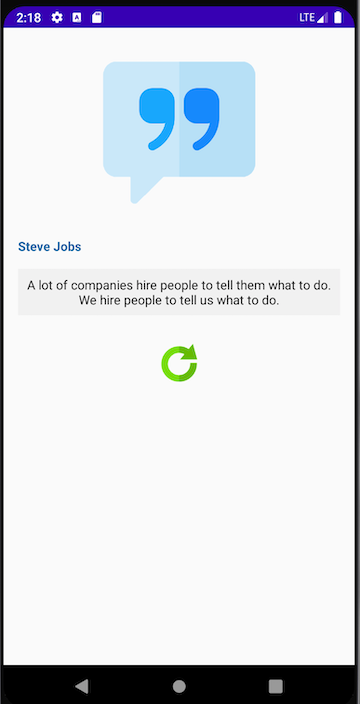 2:18 LTE
Steve Jobs
A lot of companies hire people to tell them what to do.
We hire people to tell us what to do.